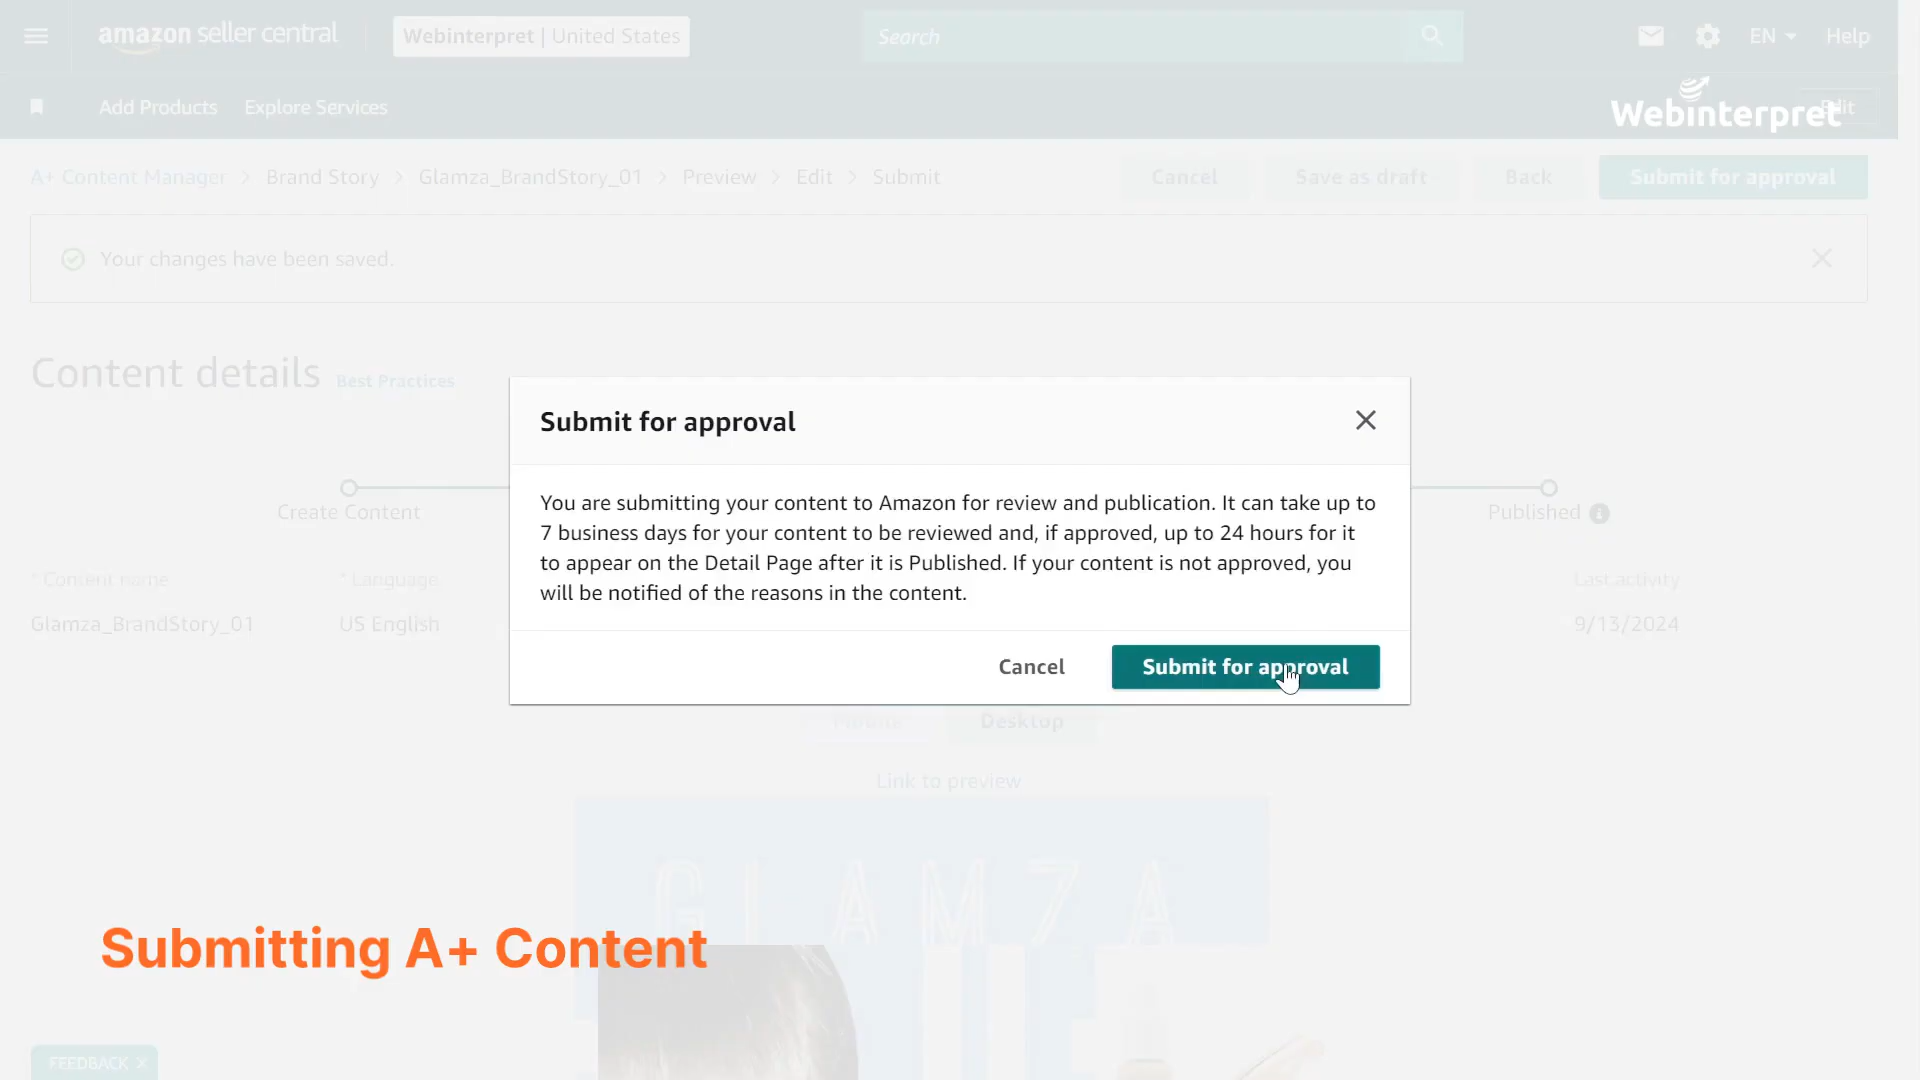 amazon seller central
Webinterpret | United States
Search
EN
Help
Add Products
Explore Services
Webinterpret
Edit
A+ Content Manager > Brand Story > Glamza_BrandStory_01 > Preview > Edit > Submit
Cancel
Save as draft
Back
Submit for approval
Your changes have been saved.
Content details
Best Practices
Submit for approval
You are submitting your content to Amazon for review and publication. It can take up to
7 business days for your content to be reviewed and, if approved, up to 24 hours for it
to appear on the Detail Page after it is Published. If your content is not approved, you
will be notified of the reasons in the content.
Cancel
Submit for approval
Create Content
Published
* Content name
* Language
Last activity
Glamza_BrandStory_01
US English
9/13/2024
Mobile
Desktop
Link to preview
GLAMZA
Submitting A+ Content
FEEDBACK